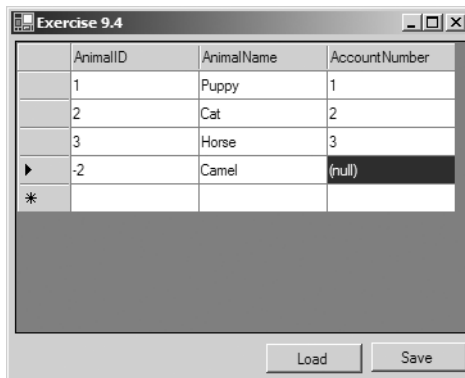 Exercise 9.4
AnimalID AnimalName AccountNumber
1 Puppy 1
2 Cat 2
3 Horse 3
-2 Camel (null)
Load Save